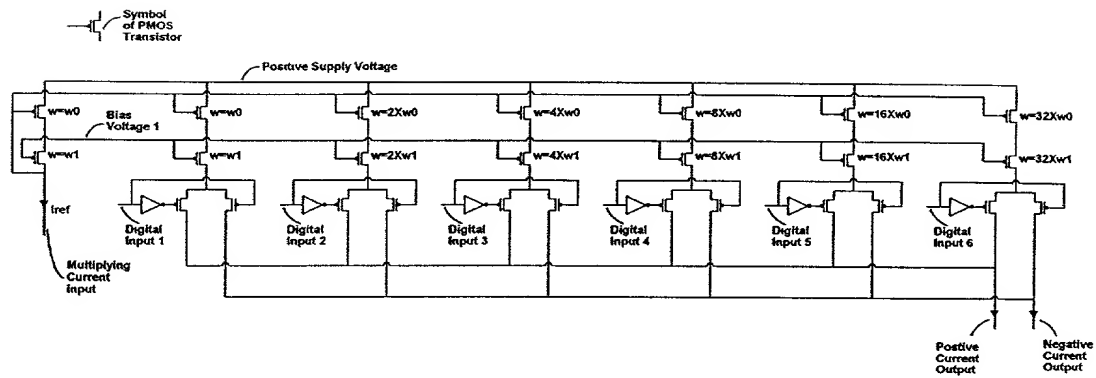 Symbol
of PMOS
Transistor
Positive Supply Voltage
w=w0
w=w0
w=2Xw0
w=4Xw0
w=8Xw0
w=16Xw0
w=32Xw0
Bias
Voltage 1
w=w1
w=w1
w=2Xw1
w=4Xw1
w=8Xw1
w=16Xw1
w=32Xw1
Iref
Digital
Input 1
Digital
Input 2
Digital
Input 3
Digital
Input 4
Digital
Input 5
Digital
Input 6
Multiplying
Current
Input
Postive
Current
Output
Negative
Current
Output